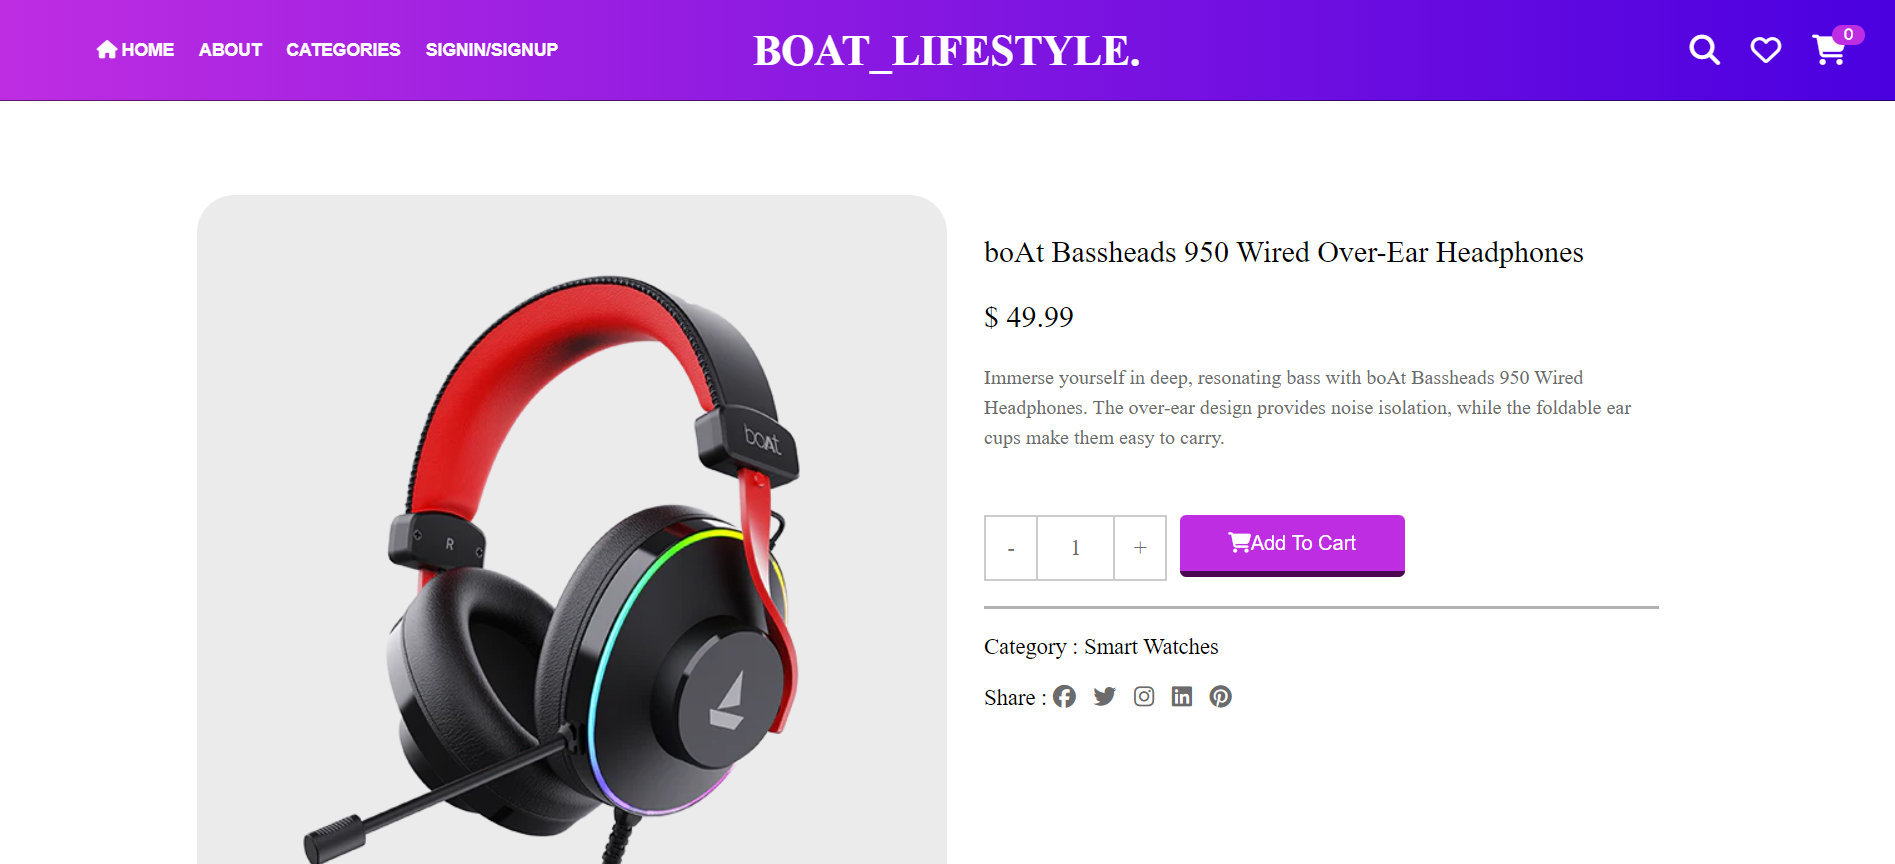 HOME ABOUT CATEGORIES SIGNIN/SIGNUP BOAT_LIFESTYLE. 0
boAt Bassheads 950 Wired Over-Ear Headphones
$ 49.99
Immerse yourself in deep, resonating bass with boAt Bassheads 950 Wired
Headphones. The over-ear design provides noise isolation, while the foldable ear
cups make them easy to carry.
boAt
R
- 1 + Add To Cart
Category : Smart Watches
Share :